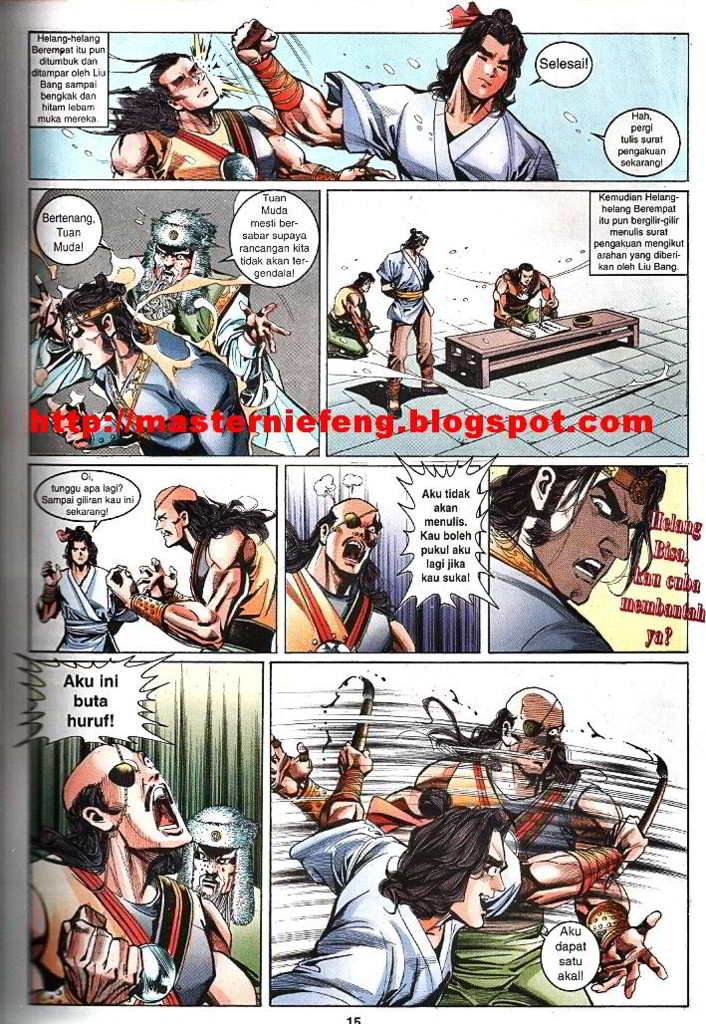 Helang-helang
Berempat itu pun
ditumbuk dan
ditampar oleh Liu
Bang sampai
bengkak dan
hitam lebam
muka mereka.
Selesai!
Hah,
pergi
tulis surat
pengakuan
sekarang!
Bertenang,
Tuan
Muda!
Tuan
Muda
mesti ber-
sabar supaya
rancangan kita
tidak akan ter-
gendala!
Kemudian Helang-
helang Berempat
itu pun bergilir-gilir
menulis surat
pengakuan mengikut
arahan yang diberi-
kan oleh Liu Bang.
http://masterniefeng.blogspot.com
Oi,
tunggu apa lagi?
Sampai giliran kau ini
sekarang!
Aku tidak
akan
menulis.
Kau boleh
pukul aku
lagi jika
kau suka!
Helang
Bisa,
kau cuba
membantah
ya?
Aku ini
buta
huruf!
Aku
dapat
satu
akal!
15